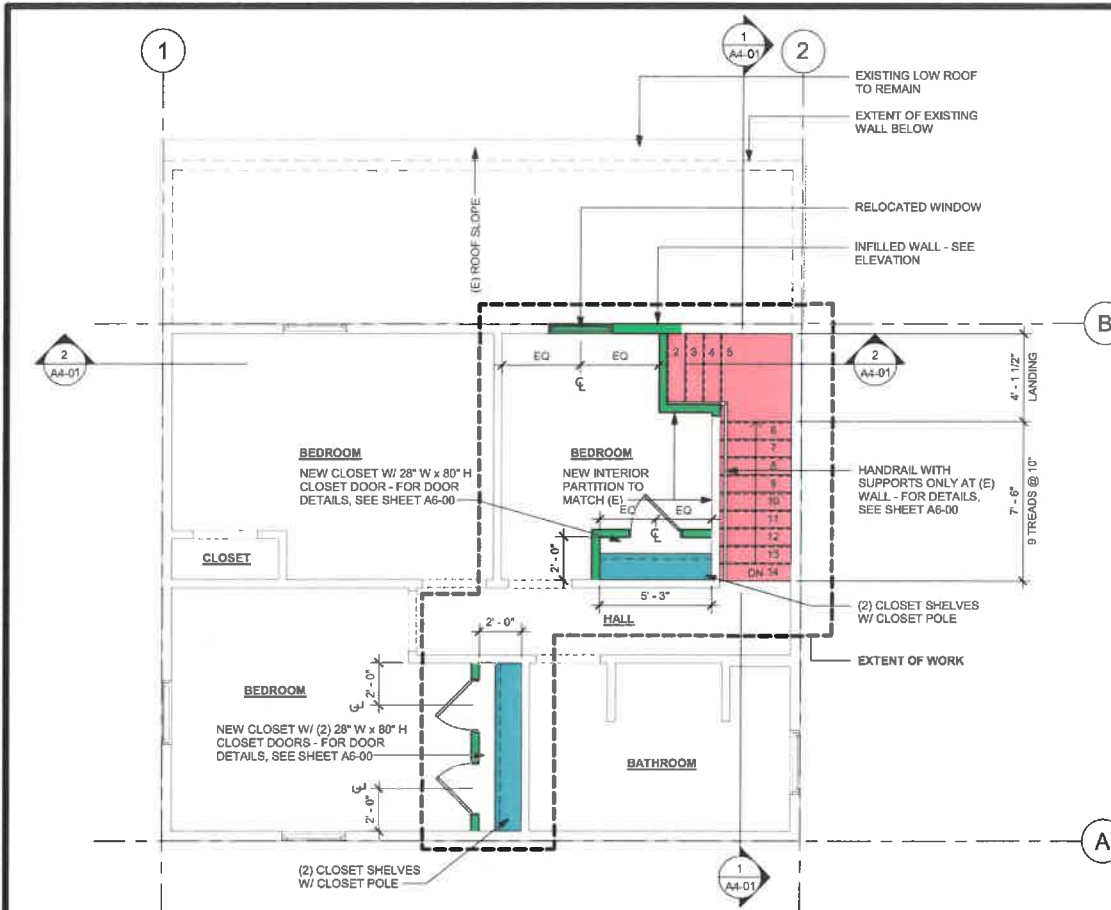 1
1
A4-01
2
EXISTING LOW ROOF
TO REMAIN
EXTENT OF EXISTING
WALL BELOW
(E) ROOF SLOPE
RELOCATED WINDOW
INFILLED WALL - SEE
ELEVATION
B
2
A4-01
EQ
EQ
CL
2
3
4
5
2
A4-01
4' - 1 1/2"
LANDING
BEDROOM
NEW CLOSET W/ 28" W x 80" H
CLOSET DOOR - FOR DOOR
DETAILS, SEE SHEET A6-00
BEDROOM
NEW INTERIOR
PARTITION TO
MATCH (E)
EQ
EQ
CL
6
7
8
9
10
11
12
13
DN 14
HANDRAIL WITH
SUPPORTS ONLY AT (E)
WALL - FOR DETAILS,
SEE SHEET A6-00
7' - 6"
9 TREADS @ 10"
CLOSET
2' - 0"
5' - 3"
(2) CLOSET SHELVES
W/ CLOSET POLE
HALL
2' - 0"
EXTENT OF WORK
BEDROOM
2' - 0"
CL
NEW CLOSET W/ (2) 28" W x 80" H
CLOSET DOORS - FOR DOOR
DETAILS, SEE SHEET A6-00
BATHROOM
CL
2' - 0"
A
(2) CLOSET SHELVES
W/ CLOSET POLE
1
A4-01